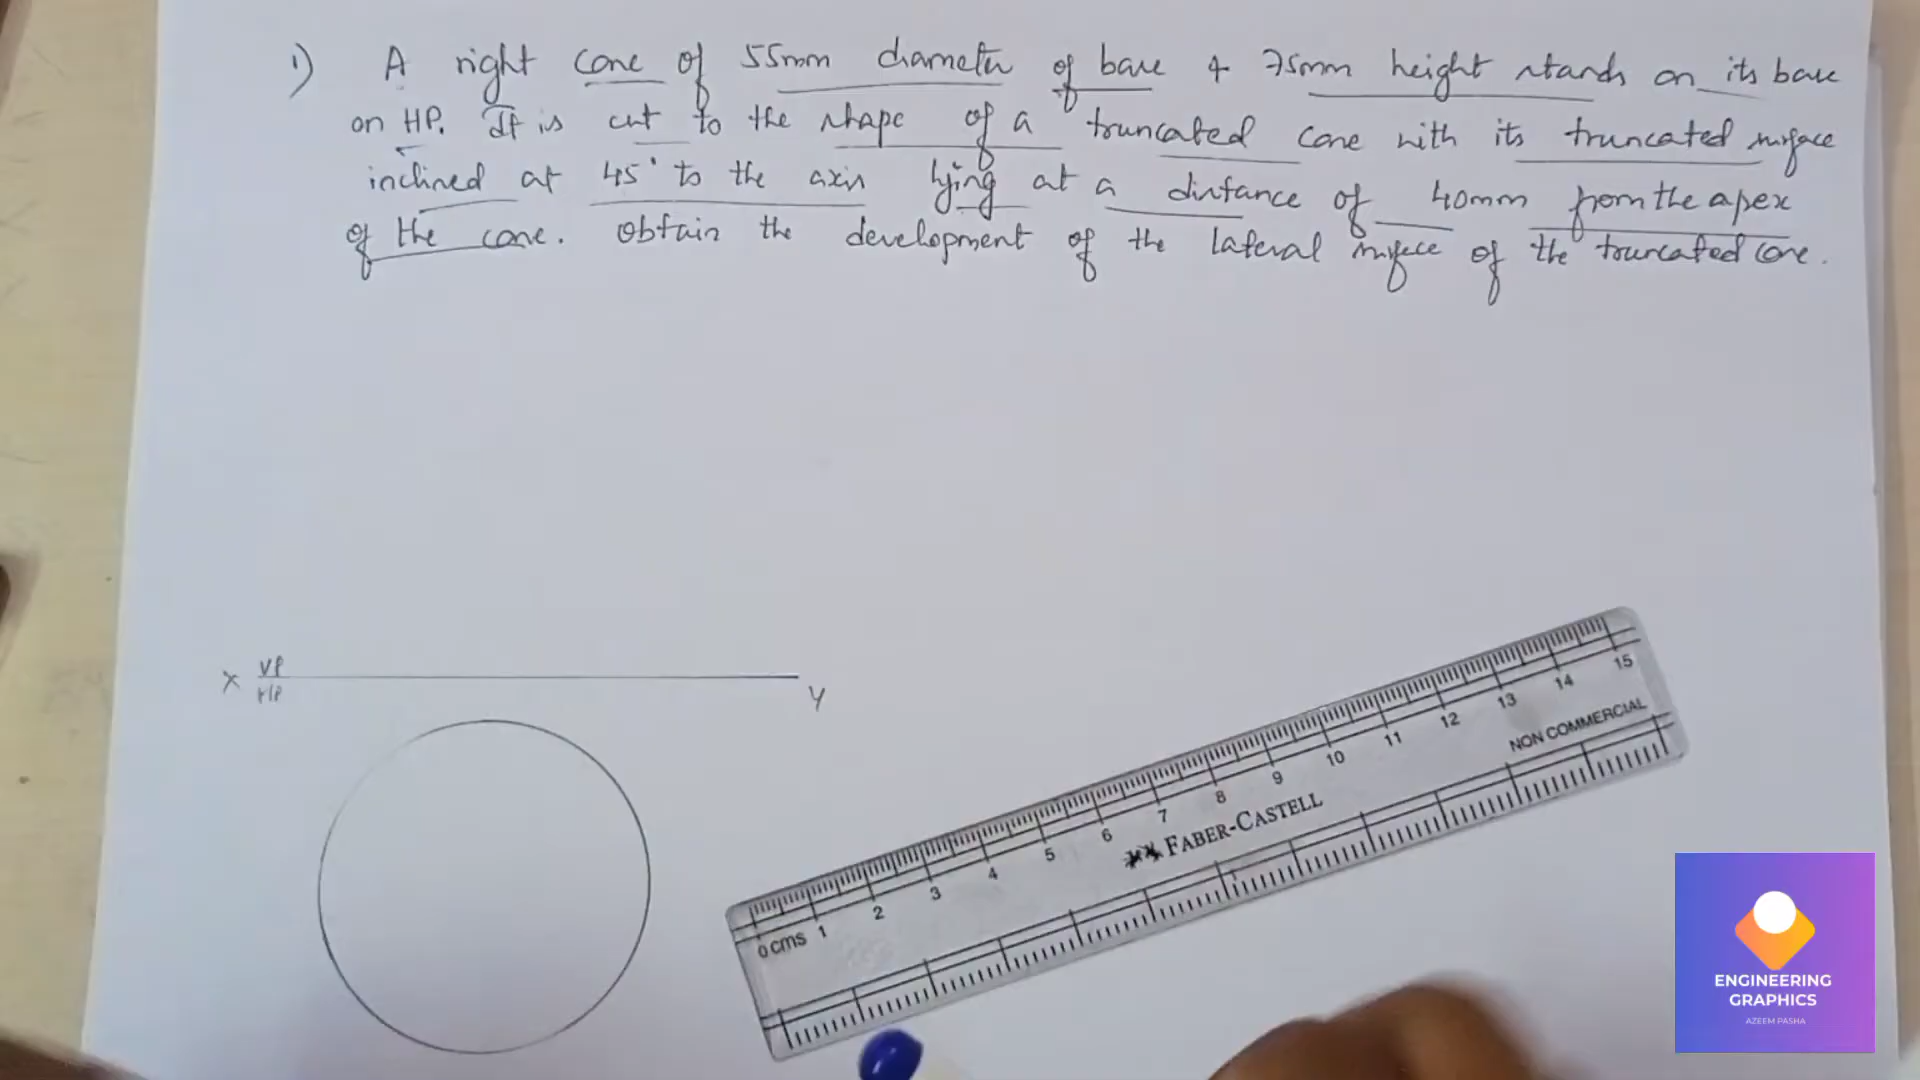 1) A right cone of 55mm diameter of base & 75mm height stands on its base
on HP. It is cut to the shape of a truncated cone with its truncated surface
inclined at 45° to the axis lying at a distance of 40mm from the apex
of the cone. Obtain the development of the lateral surface of the truncated cone.
X VP
HP
Y
0 cms 1 2 3 4 5 6 7 8 9 10 11 12 13 14 15
FABER-CASTELL
NON COMMERCIAL
ENGINEERING
GRAPHICS
AZEEM PASHA